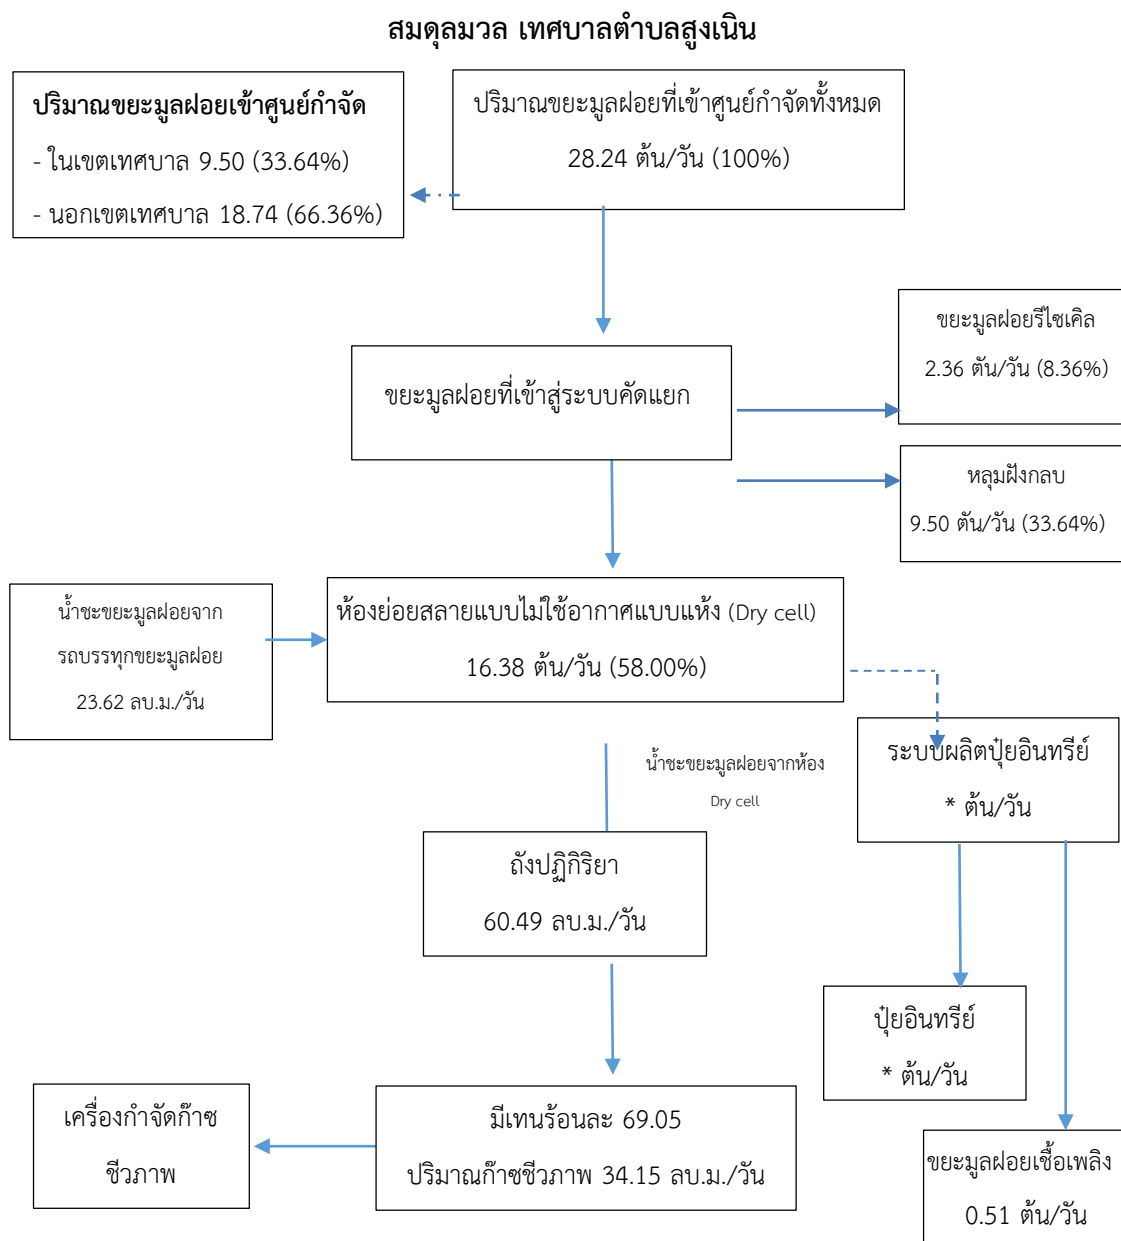 สมดุลมวล เทศบาลตำบลสูงเนิน
ปริมาณขยะมูลฝอยเข้าศูนย์กำจัด
- ในเขตเทศบาล 9.50 (33.64%)
- นอกเขตเทศบาล 18.74 (66.36%)
ปริมาณขยะมูลฝอยที่เข้าศูนย์กำจัดทั้งหมด
28.24 ต้น/วัน (100%)
ขยะมูลฝอยที่เข้าสู่ระบบคัดแยก
ขยะมูลฝอยรีไซเคิล
2.36 ตัน/วัน (8.36%)
หลุมฝังกลบ
9.50 ตัน/วัน (33.64%)
น้ำชะขยะมูลฝอยจาก
รถบรรทุกขยะมูลฝอย
23.62 ลบ.ม./วัน
ห้องย่อยสลายแบบไม่ใช้อากาศแบบแห้ง (Dry cell)
16.38 ต้น/วัน (58.00%)
น้ำชะขยะมูลฝอยจากห้อง
Dry cell
ระบบผลิตปุ๋ยอินทรีย์
* ต้น/วัน
ถังปฏิกิริยา
60.49 ลบ.ม./วัน
ปุ๋ยอินทรีย์
* ต้น/วัน
เครื่องกำจัดก๊าซ
ชีวภาพ
มีเทนร้อนละ 69.05
ปริมาณก๊าซชีวภาพ 34.15 ลบ.ม./วัน
ขยะมูลฝอยเชื้อเพลิง
0.51 ต้น/วัน